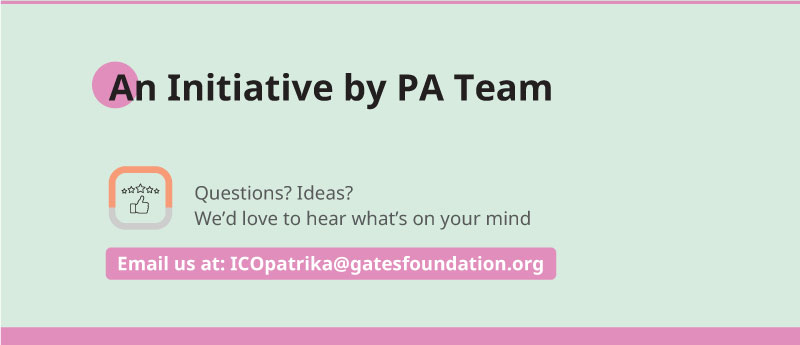 An Initiative by PA Team
Questions? Ideas?
We’d love to hear what’s on your mind
Email us at: ICOpatrika@gatesfoundation.org